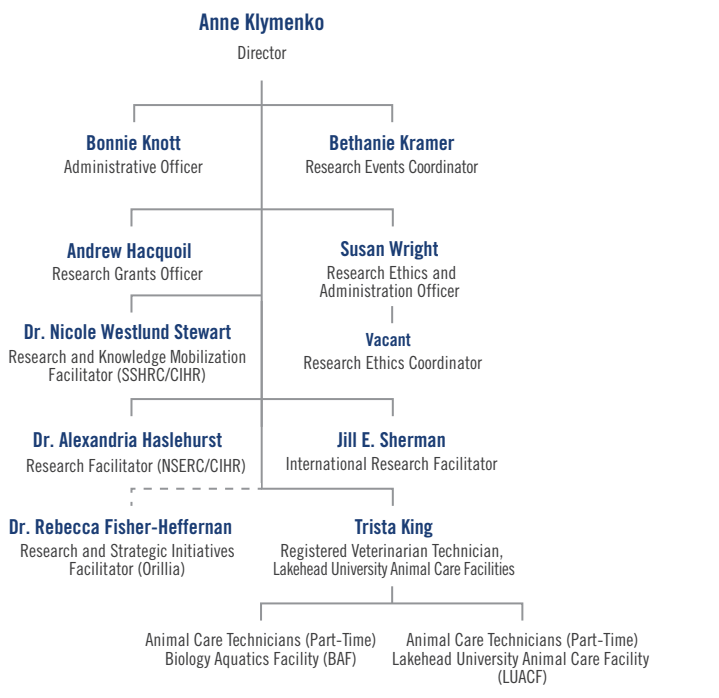 Anne Klymenko
Director
Bonnie Knott
Administrative Officer
Bethanie Kramer
Research Events Coordinator
Andrew Hacquoil
Research Grants Officer
Susan Wright
Research Ethics and
Administration Officer
Dr. Nicole Westlund Stewart
Research and Knowledge Mobilization
Facilitator (SSHRC/CIHR)
Vacant
Research Ethics Coordinator
Dr. Alexandria Haslehurst
Research Facilitator (NSERC/CIHR)
Jill E. Sherman
International Research Facilitator
Dr. Rebecca Fisher-Heffernan
Research and Strategic Initiatives
Facilitator (Orillia)
Trista King
Registered Veterinarian Technician,
Lakehead University Animal Care Facilities
Animal Care Technicians (Part-Time)
Biology Aquatics Facility (BAF)
Animal Care Technicians (Part-Time)
Lakehead University Animal Care Facility
(LUACF)